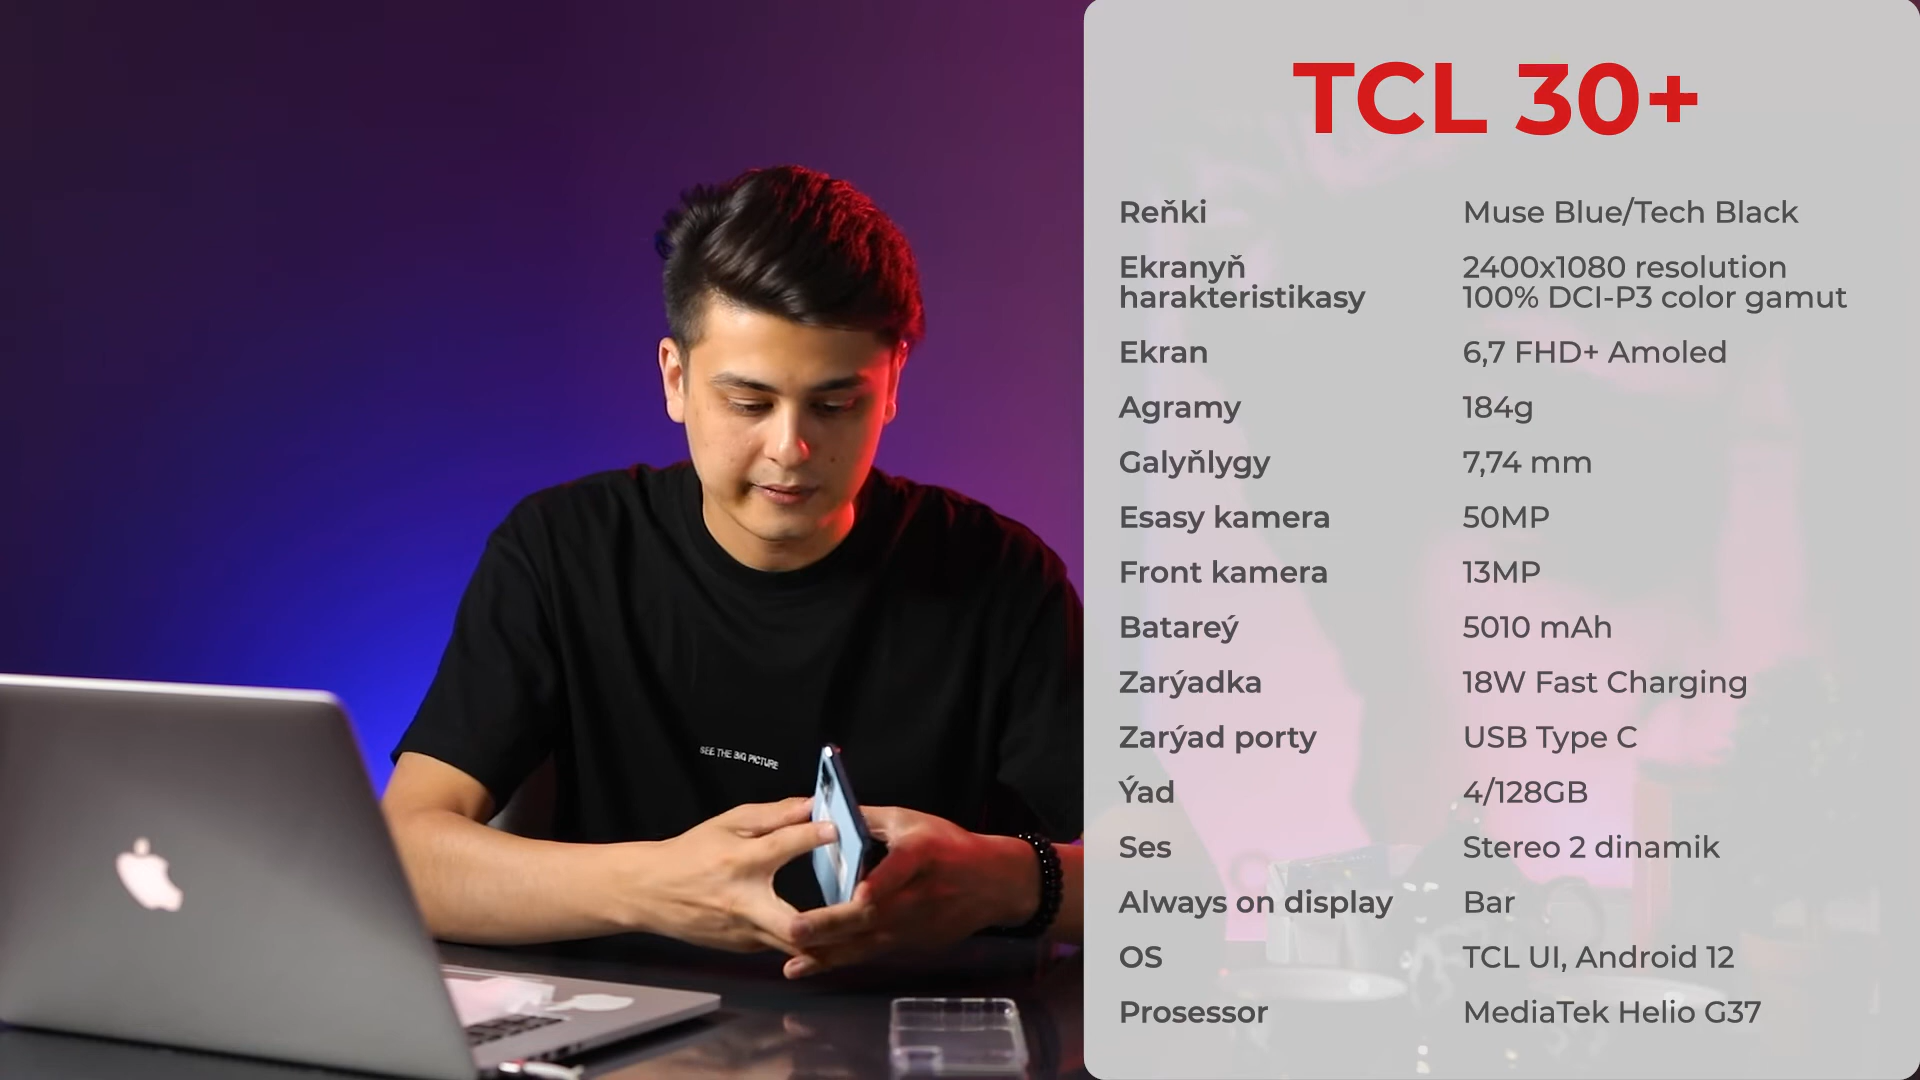 TCL 30+
Reňki Muse Blue/Tech Black
Ekranyň 2400x1080 resolution
harakteristikasy 100% DCI-P3 color gamut
Ekran 6,7 FHD+ Amoled
Agramy 184g
Galyňlygy 7,74 mm
Esasy kamera 50MP
Front kamera 13MP
Batareý 5010 mAh
Zarýadka 18W Fast Charging
Zarýad porty USB Type C
Ýad 4/128GB
Ses Stereo 2 dinamik
Always on display Bar
OS TCL UI, Android 12
Prosessor MediaTek Helio G37
SEE THE BIG PICTURE